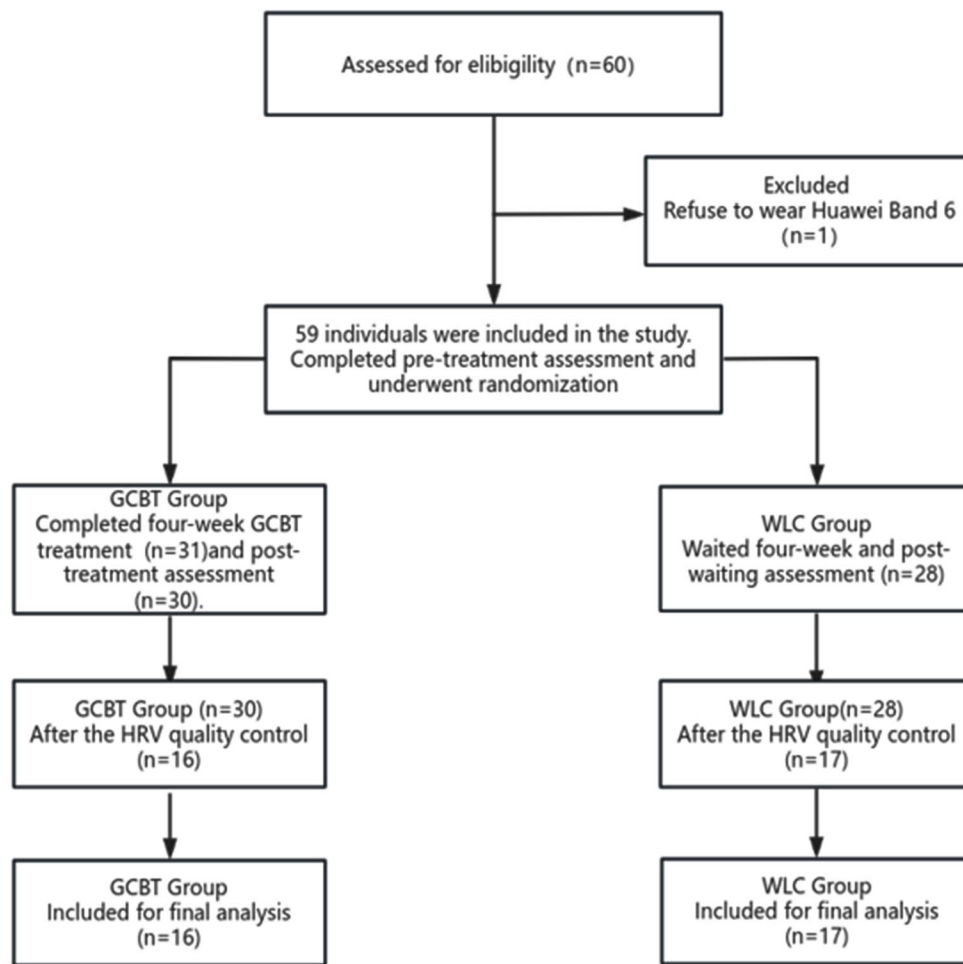 Assessed for elibigility (n=60)
Excluded
Refuse to wear Huawei Band 6
(n=1)
59 individuals were included in the study.
Completed pre-treatment assessment and
underwent randomization
GCBT Group
Completed four-week GCBT
treatment (n=31)and post-
treatment assessment
(n=30).
WLC Group
Waited four-week and post-
waiting assessment (n=28)
GCBT Group (n=30)
After the HRV quality control
(n=16)
WLC Group(n=28)
After the HRV quality control
(n=17)
GCBT Group
Included for final analysis
(n=16)
WLC Group
Included for final analysis
(n=17)